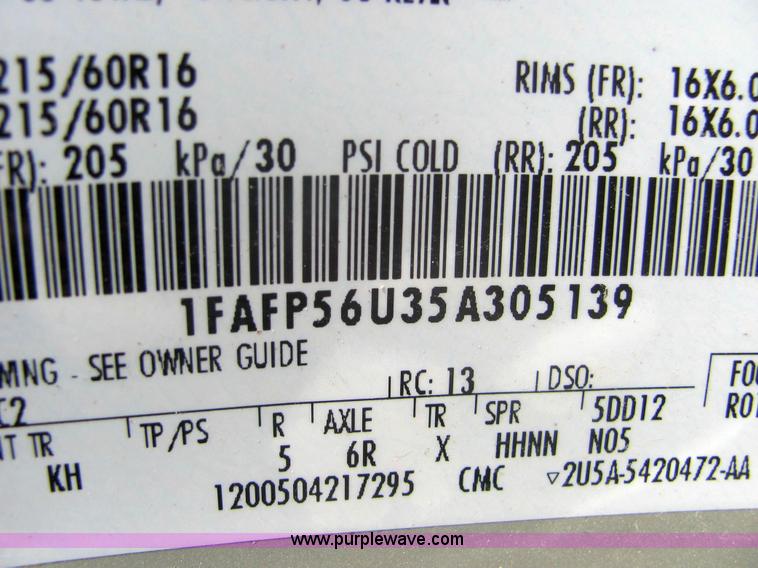 215/60R16 RIMS (FR): 16X6.0
215/60R16 (RR): 16X6.0
FR): 205 kPa/30 PSI COLD (RR): 205 kPa/30
1FAFP56U35A305139
MNG - SEE OWNER GUIDE
RC: 13 DSO:
TR TP/PS R AXLE TR SPR 5DD12
KH 5 6R X HHNN N05
1200504217295 CMC ▽2U5A-5420472-AA
www.purplewave.com